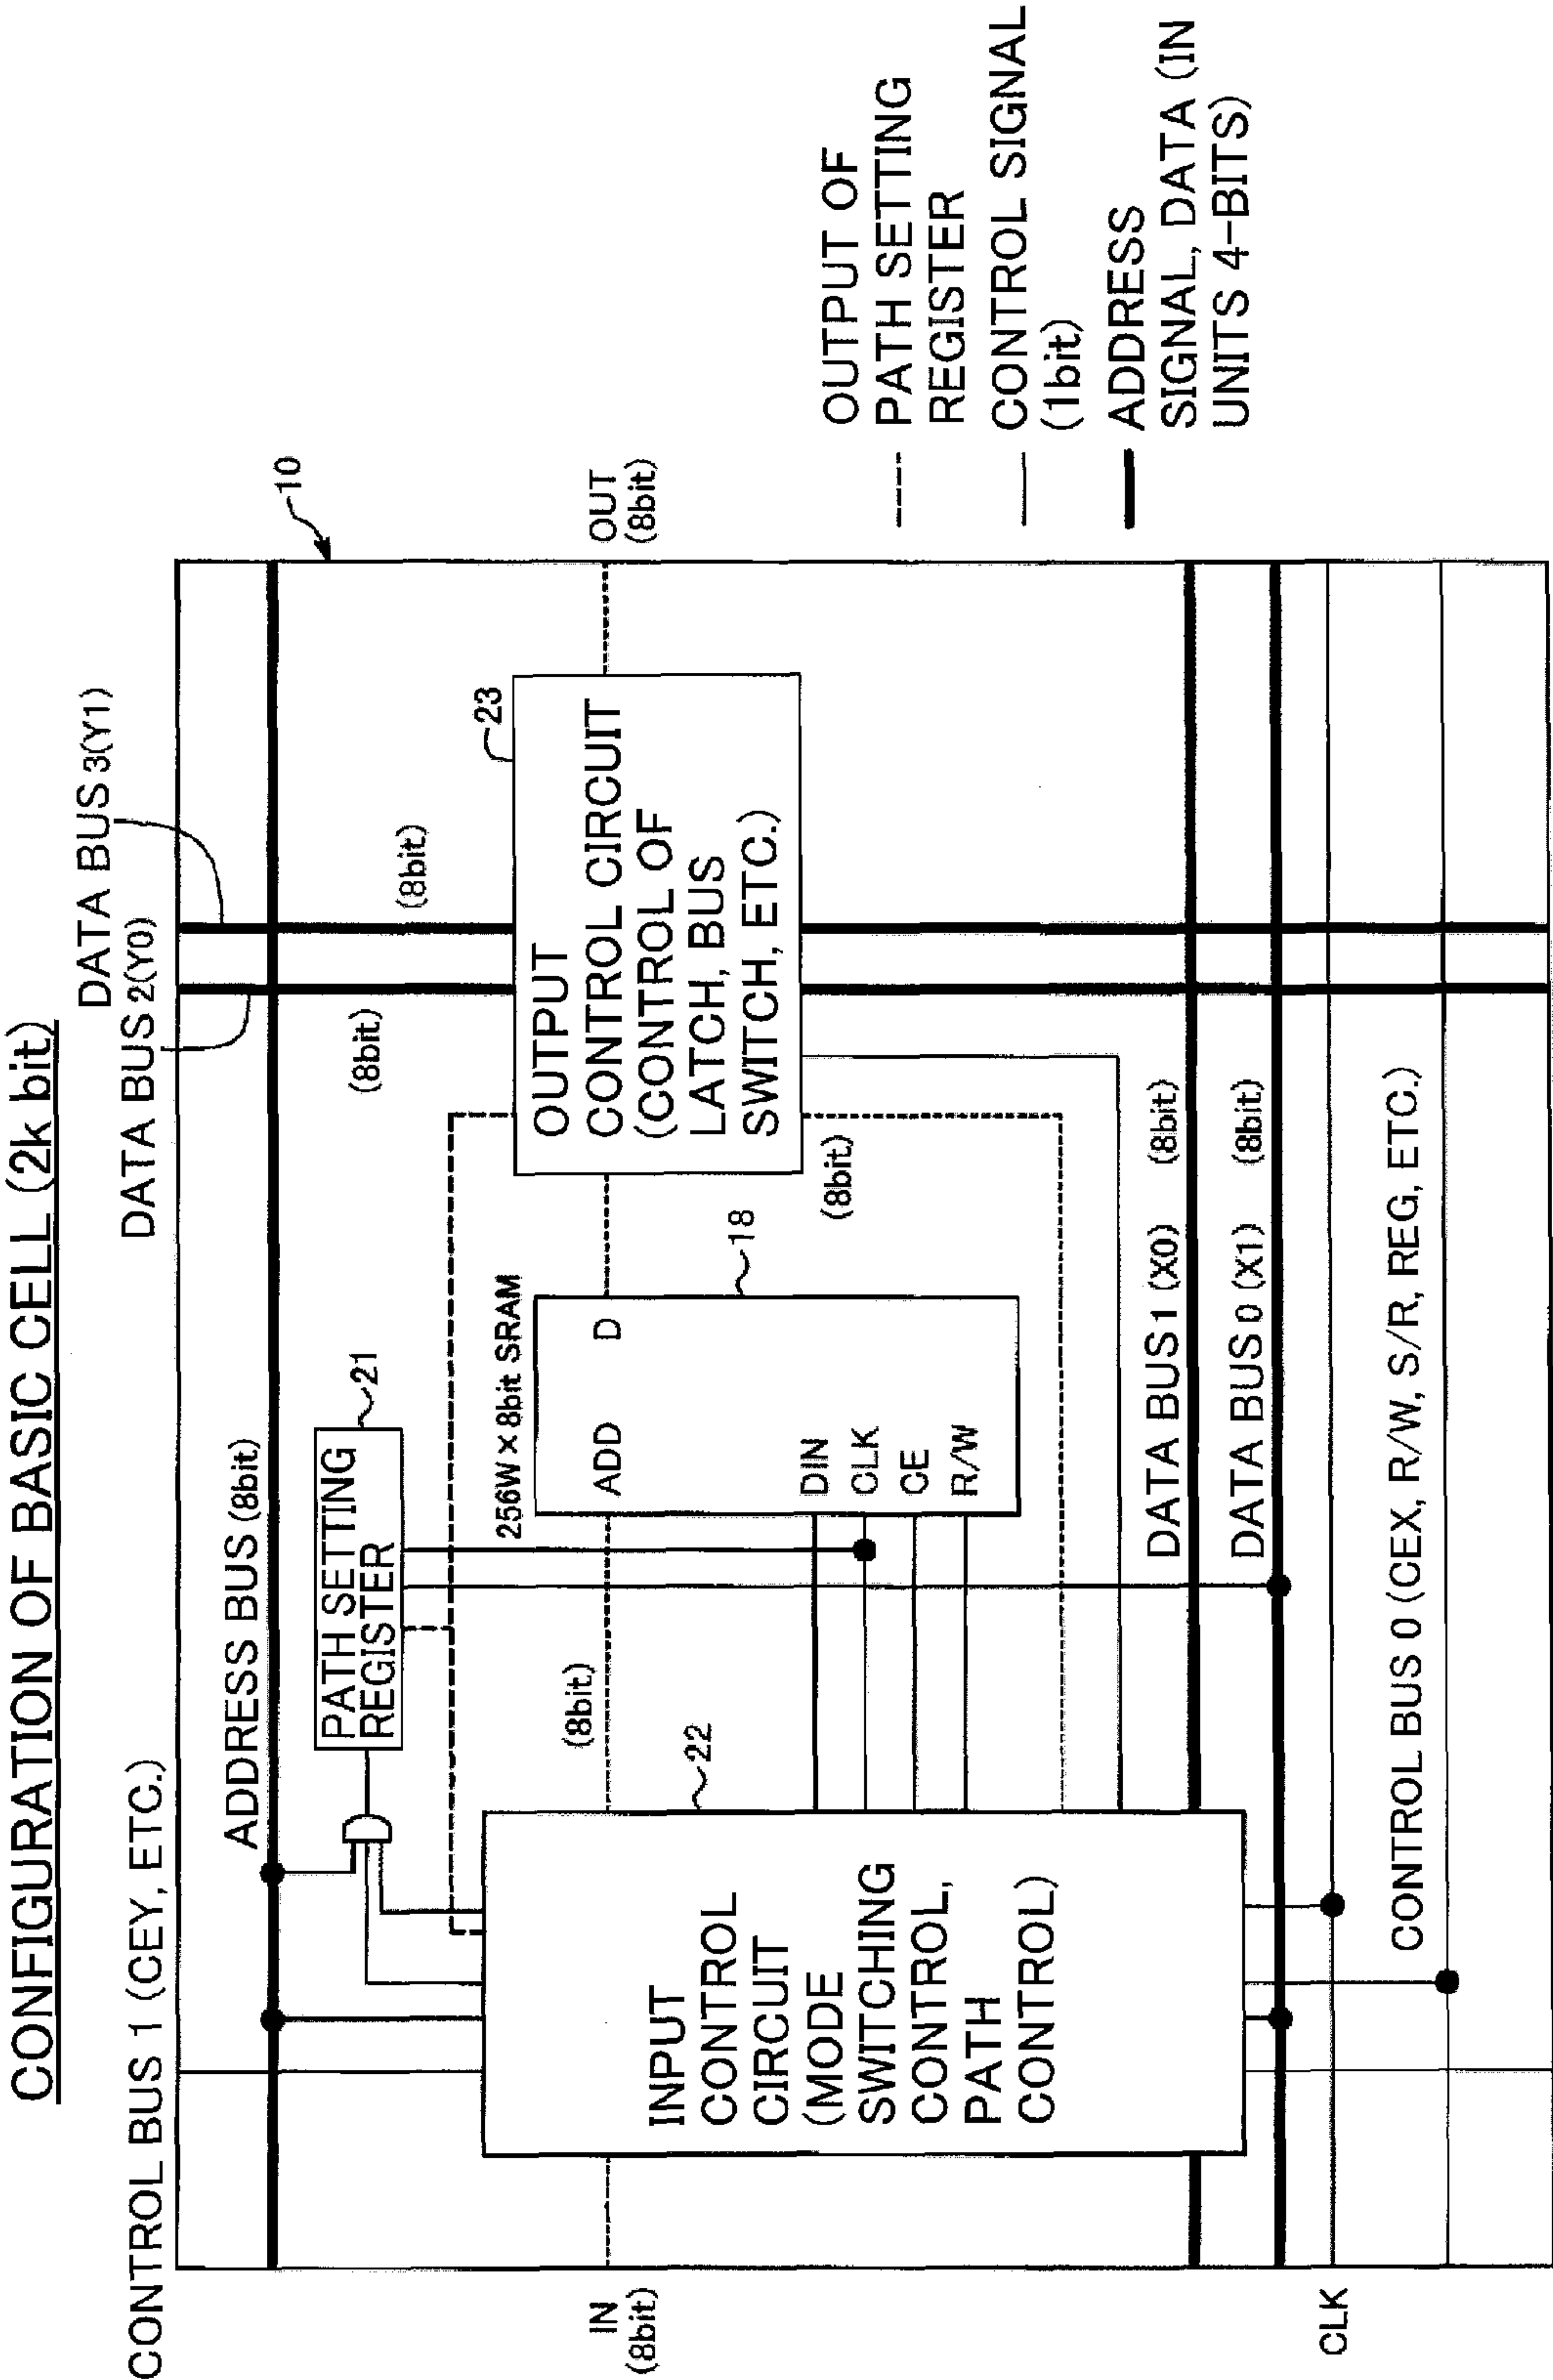 CONFIGURATION OF BASIC CELL (2k bit)
DATA BUS 3(Y1)
DATA BUS 2(Y0)
CONTROL BUS 1 (CEY, ETC.)
ADDRESS BUS (8bit)
10
(8bit)
(8bit)
PATH SETTING
REGISTER
21
23
256W×8bit SRAM
IN
(8bit)
OUT
(8bit)
(8bit)
22
INPUT
CONTROL
CIRCUIT
(MODE
SWITCHING
CONTROL,
PATH
CONTROL)
ADD
D
DIN
CLK
CE
R/W
18
OUTPUT
CONTROL CIRCUIT
(CONTROL OF
LATCH, BUS
SWITCH, ETC.)
(8bit)
DATA BUS 1 (X0) (8bit)
DATA BUS 0 (X1) (8bit)
CLK
CONTROL BUS 0 (CEX, R/W, S/R, REG, ETC.)
OUTPUT OF
PATH SETTING
REGISTER
CONTROL SIGNAL
(1bit)
ADDRESS
SIGNAL, DATA (IN
UNITS 4-BITS)